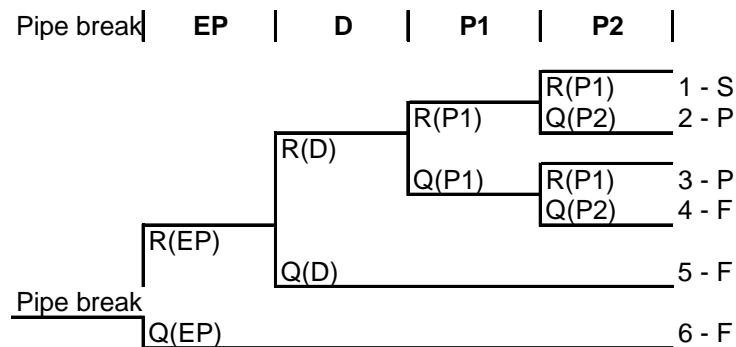 Pipe break EP D P1 P2
R(P1) 1 - S
R(P1) Q(P2) 2 - P
R(D)
Q(P1) R(P1) 3 - P
Q(P2) 4 - F
R(EP)
Q(D) 5 - F
Pipe break
Q(EP) 6 - F